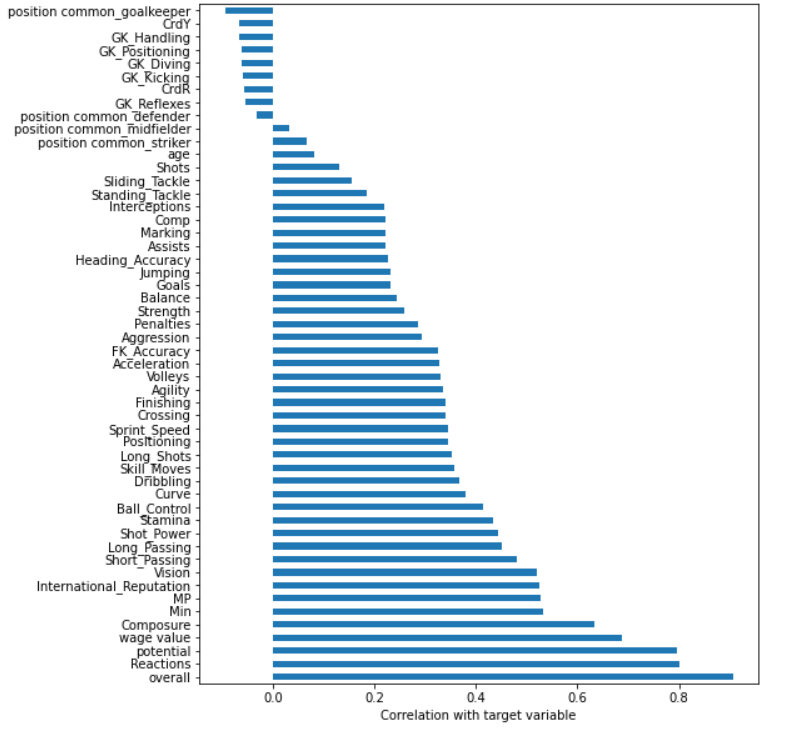 position common_goalkeeper
CrdY
GK_Handling
GK_Positioning
GK_Diving
GK_Kicking
CrdR
GK_Reflexes
position common_defender
position common_midfielder
position common_striker
age
Shots
Sliding_Tackle
Standing_Tackle
Interceptions
Comp
Marking
Assists
Heading_Accuracy
Jumping
Goals
Balance
Strength
Penalties
Aggression
FK_Accuracy
Acceleration
Volleys
Agility
Finishing
Crossing
Sprint_Speed
Positioning
Long_Shots
Skill_Moves
Dribbling
Curve
Ball_Control
Stamina
Shot_Power
Long_Passing
Short_Passing
Vision
International_Reputation
MP
Min
Composure
wage value
potential
Reactions
overall
0.0 0.2 0.4 0.6 0.8
Correlation with target variable